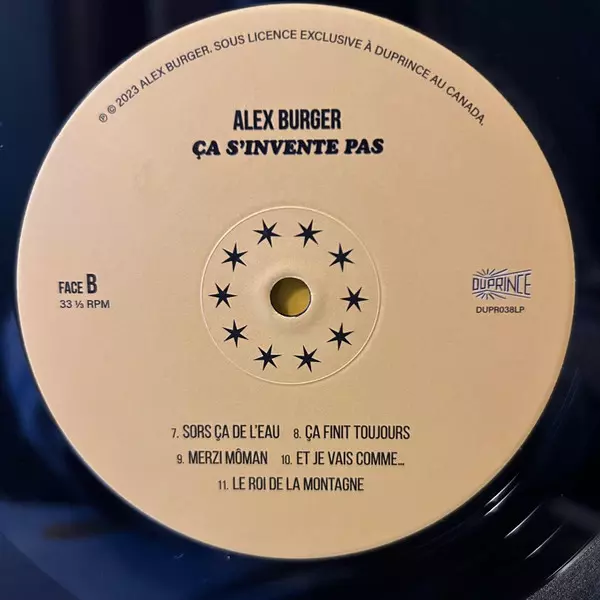 ℗ © 2023 ALEX BURGER. SOUS LICENCE EXCLUSIVE À DUPRINCE AU CANADA.
ALEX BURGER
ÇA S'INVENTE PAS
FACE B
33 ⅓ RPM
DUPRINCE
DUPR038LP
7. SORS ÇA DE L'EAU 8. ÇA FINIT TOUJOURS
9. MERZI MÔMAN 10. ET JE VAIS COMME...
11. LE ROI DE LA MONTAGNE